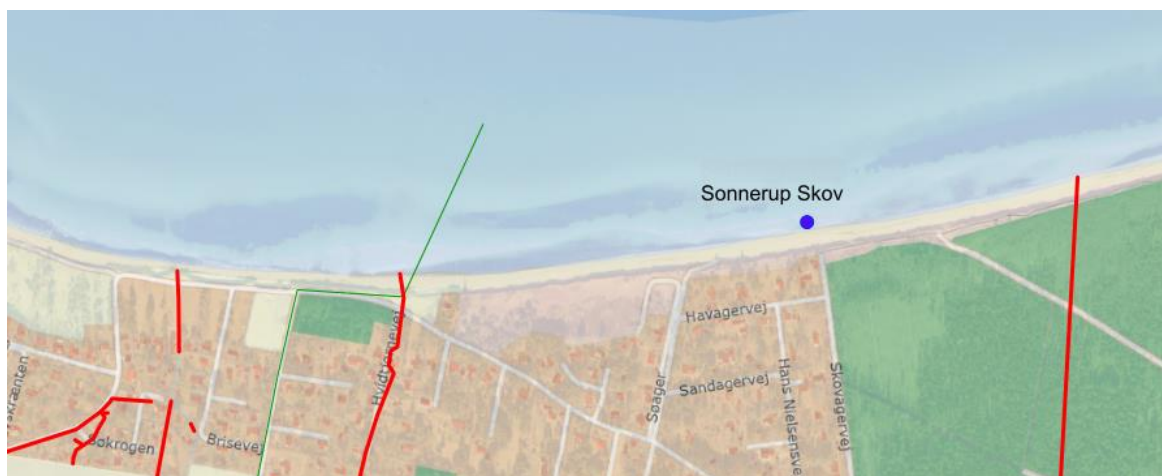 Sonnerup Skov
Havagervej
Hvidtjørnevej
Søager
Sandagervej
Hans Nielsensve
Skovagervej
Søkrogen
Brisevej